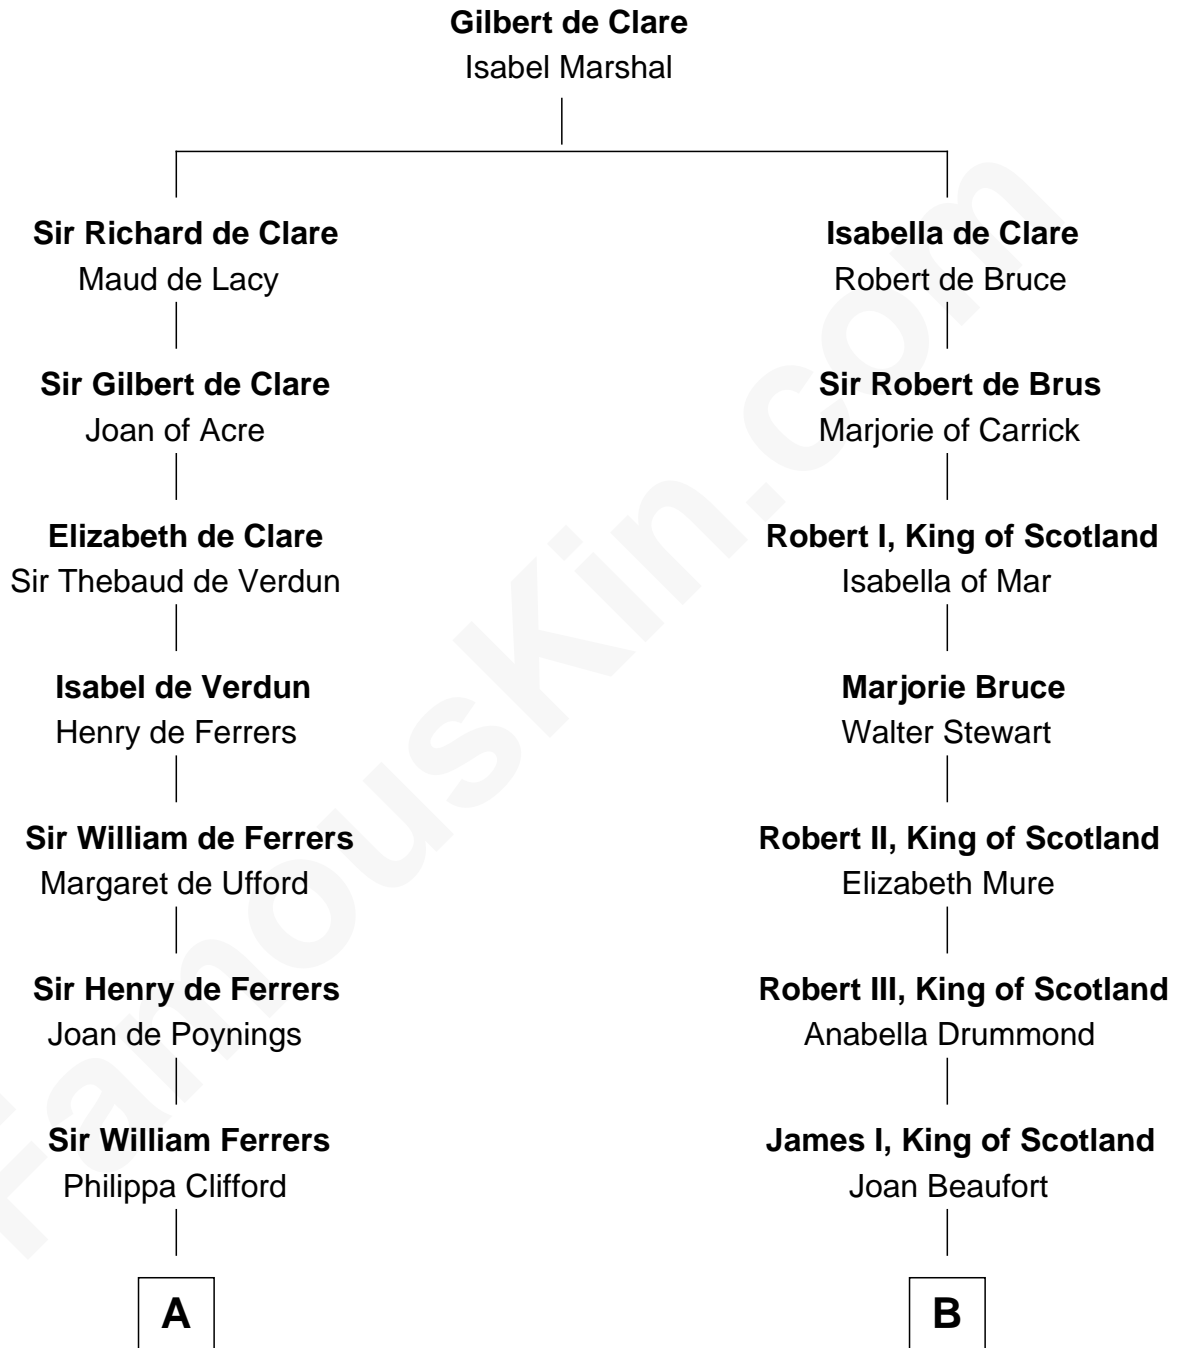 Gilbert de Clare
Isabel Marshal
Sir Richard de Clare
Maud de Lacy
Isabella de Clare
Robert de Bruce
Sir Gilbert de Clare
Joan of Acre
Sir Robert de Brus
Marjorie of Carrick
Elizabeth de Clare
Sir Thebaud de Verdun
Robert I, King of Scotland
Isabella of Mar
Isabel de Verdun
Henry de Ferrers
Marjorie Bruce
Walter Stewart
Sir William de Ferrers
Margaret de Ufford
Robert II, King of Scotland
Elizabeth Mure
Sir Henry de Ferrers
Joan de Poynings
Robert III, King of Scotland
Anabella Drummond
Sir William Ferrers
Philippa Clifford
James I, King of Scotland
Joan Beaufort
A
B
FamousKin.com